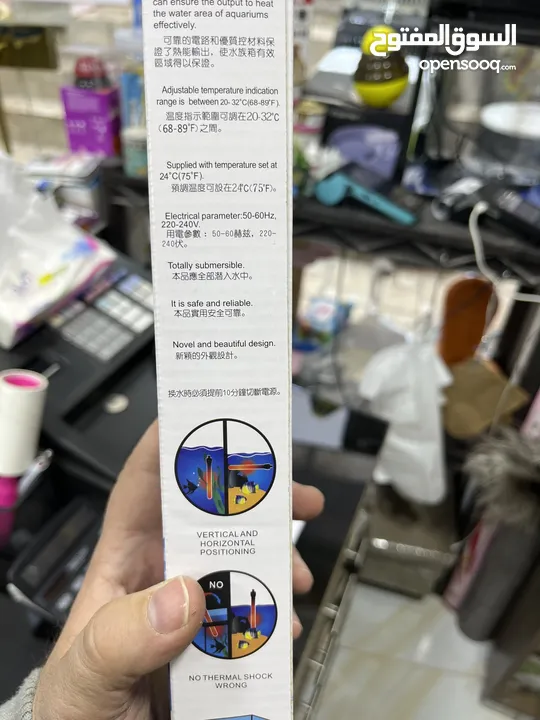 can ensure the output to heat
the water area of aquariums
effectively.
可靠的電路和優質控材料保
證了熱能輸出，使水族箱有效
區域得以保證。
Adjustable temperature indication
range is between 20-32°C(68-89°F).
溫度指示範圍可調在20-32°C
(68-89°F)之間。
Supplied with temperature set at
24°C(75°F).
預調溫度可設在24°C(75°F)。
Electrical parameter:50-60Hz,
220-240V.
用電參數：50-60赫兹，220-
240伏。
Totally submersible.
本品應全部潛入水中。
It is safe and reliable.
本品實用安全可靠。
Novel and beautiful design.
新穎的外觀設計。
換水時必須提前10分鐘切斷電源。
VERTICAL AND
HORIZONTAL
POSITIONING
NO
NO THERMAL SHOCK
WRONG
السوق المفتوح
opensooq.com